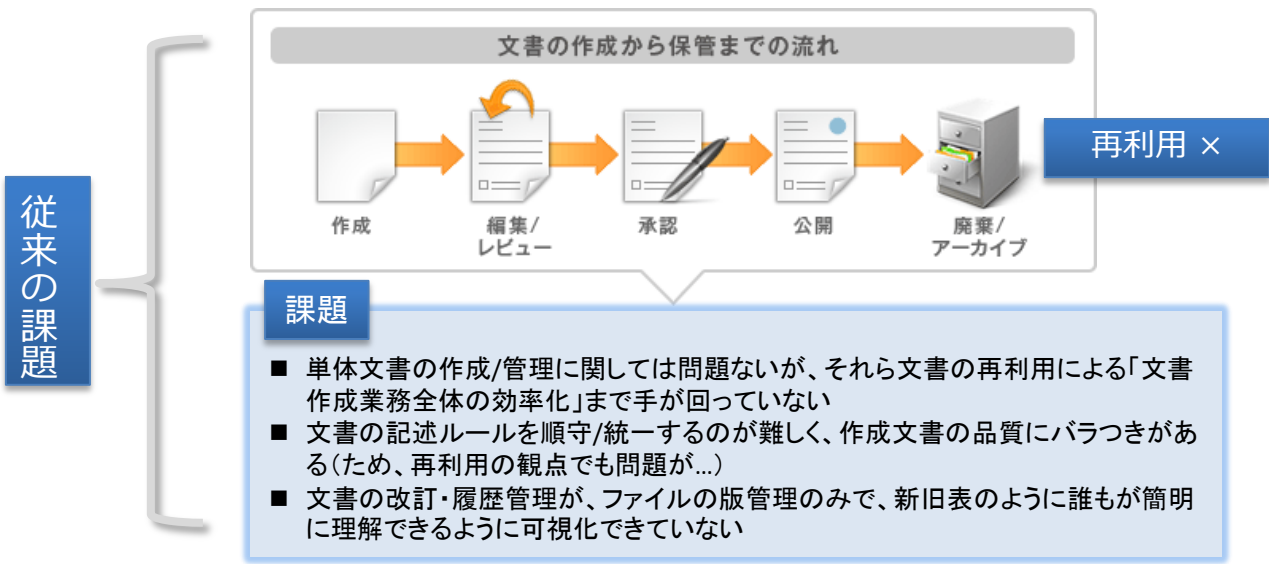 文書の作成から保管までの流れ
作成
編集/
レビュー
承認
公開
廃棄/
アーカイブ
再利用 ×
従来の課題
課題
■ 単体文書の作成/管理に関しては問題ないが、それら文書の再利用による「文書
作成業務全体の効率化」まで手が回っていない
■ 文書の記述ルールを順守/統一するのが難しく、作成文書の品質にバラつきがあ
る(ため、再利用の観点でも問題が...)
■ 文書の改訂・履歴管理が、ファイルの版管理のみで、新旧表のように誰もが簡明
に理解できるように可視化できていない